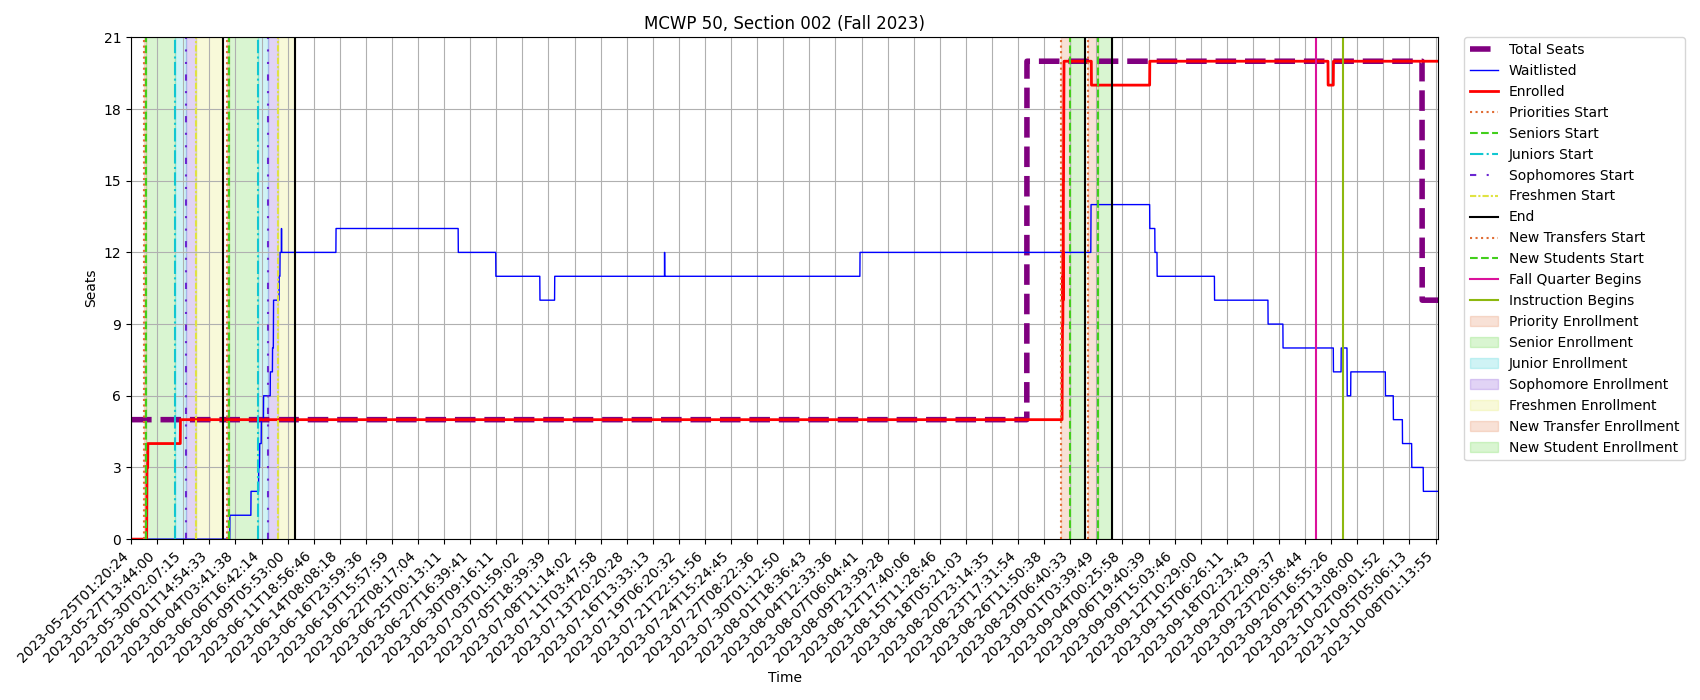 MCWP 50, Section 002 (Fall 2023)
21
18
15
12
9
6
3
0
Seats
2023-05-25T01:20:24
2023-05-27T13:44:00
2023-05-30T02:07:15
2023-06-01T14:54:33
2023-06-04T03:41:38
2023-06-06T16:42:14
2023-06-09T05:53:00
2023-06-11T18:56:46
2023-06-14T08:08:18
2023-06-16T23:59:36
2023-06-19T15:57:59
2023-06-22T08:17:04
2023-06-25T00:13:11
2023-06-27T16:39:41
2023-06-30T09:16:11
2023-07-03T01:59:02
2023-07-05T18:39:39
2023-07-08T11:14:02
2023-07-11T03:47:58
2023-07-13T20:20:28
2023-07-16T13:33:13
2023-07-19T06:20:32
2023-07-21T22:51:56
2023-07-24T15:24:45
2023-07-27T08:22:36
2023-07-30T01:12:50
2023-08-01T18:36:43
2023-08-04T12:33:36
2023-08-07T06:04:41
2023-08-09T23:39:28
2023-08-12T17:40:06
2023-08-15T11:28:46
2023-08-18T05:21:03
2023-08-20T23:14:35
2023-08-23T17:31:54
2023-08-26T11:50:38
2023-08-29T06:40:33
2023-09-01T03:39:49
2023-09-04T00:25:58
2023-09-06T19:40:39
2023-09-09T15:03:46
2023-09-12T10:29:00
2023-09-15T06:26:11
2023-09-18T02:23:43
2023-09-20T22:09:37
2023-09-23T20:58:44
2023-09-26T16:55:26
2023-09-29T13:08:00
2023-10-02T09:01:52
2023-10-05T05:06:13
2023-10-08T01:13:55
Time
Total Seats
Waitlisted
Enrolled
Priorities Start
Seniors Start
Juniors Start
Sophomores Start
Freshmen Start
End
New Transfers Start
New Students Start
Fall Quarter Begins
Instruction Begins
Priority Enrollment
Senior Enrollment
Junior Enrollment
Sophomore Enrollment
Freshmen Enrollment
New Transfer Enrollment
New Student Enrollment